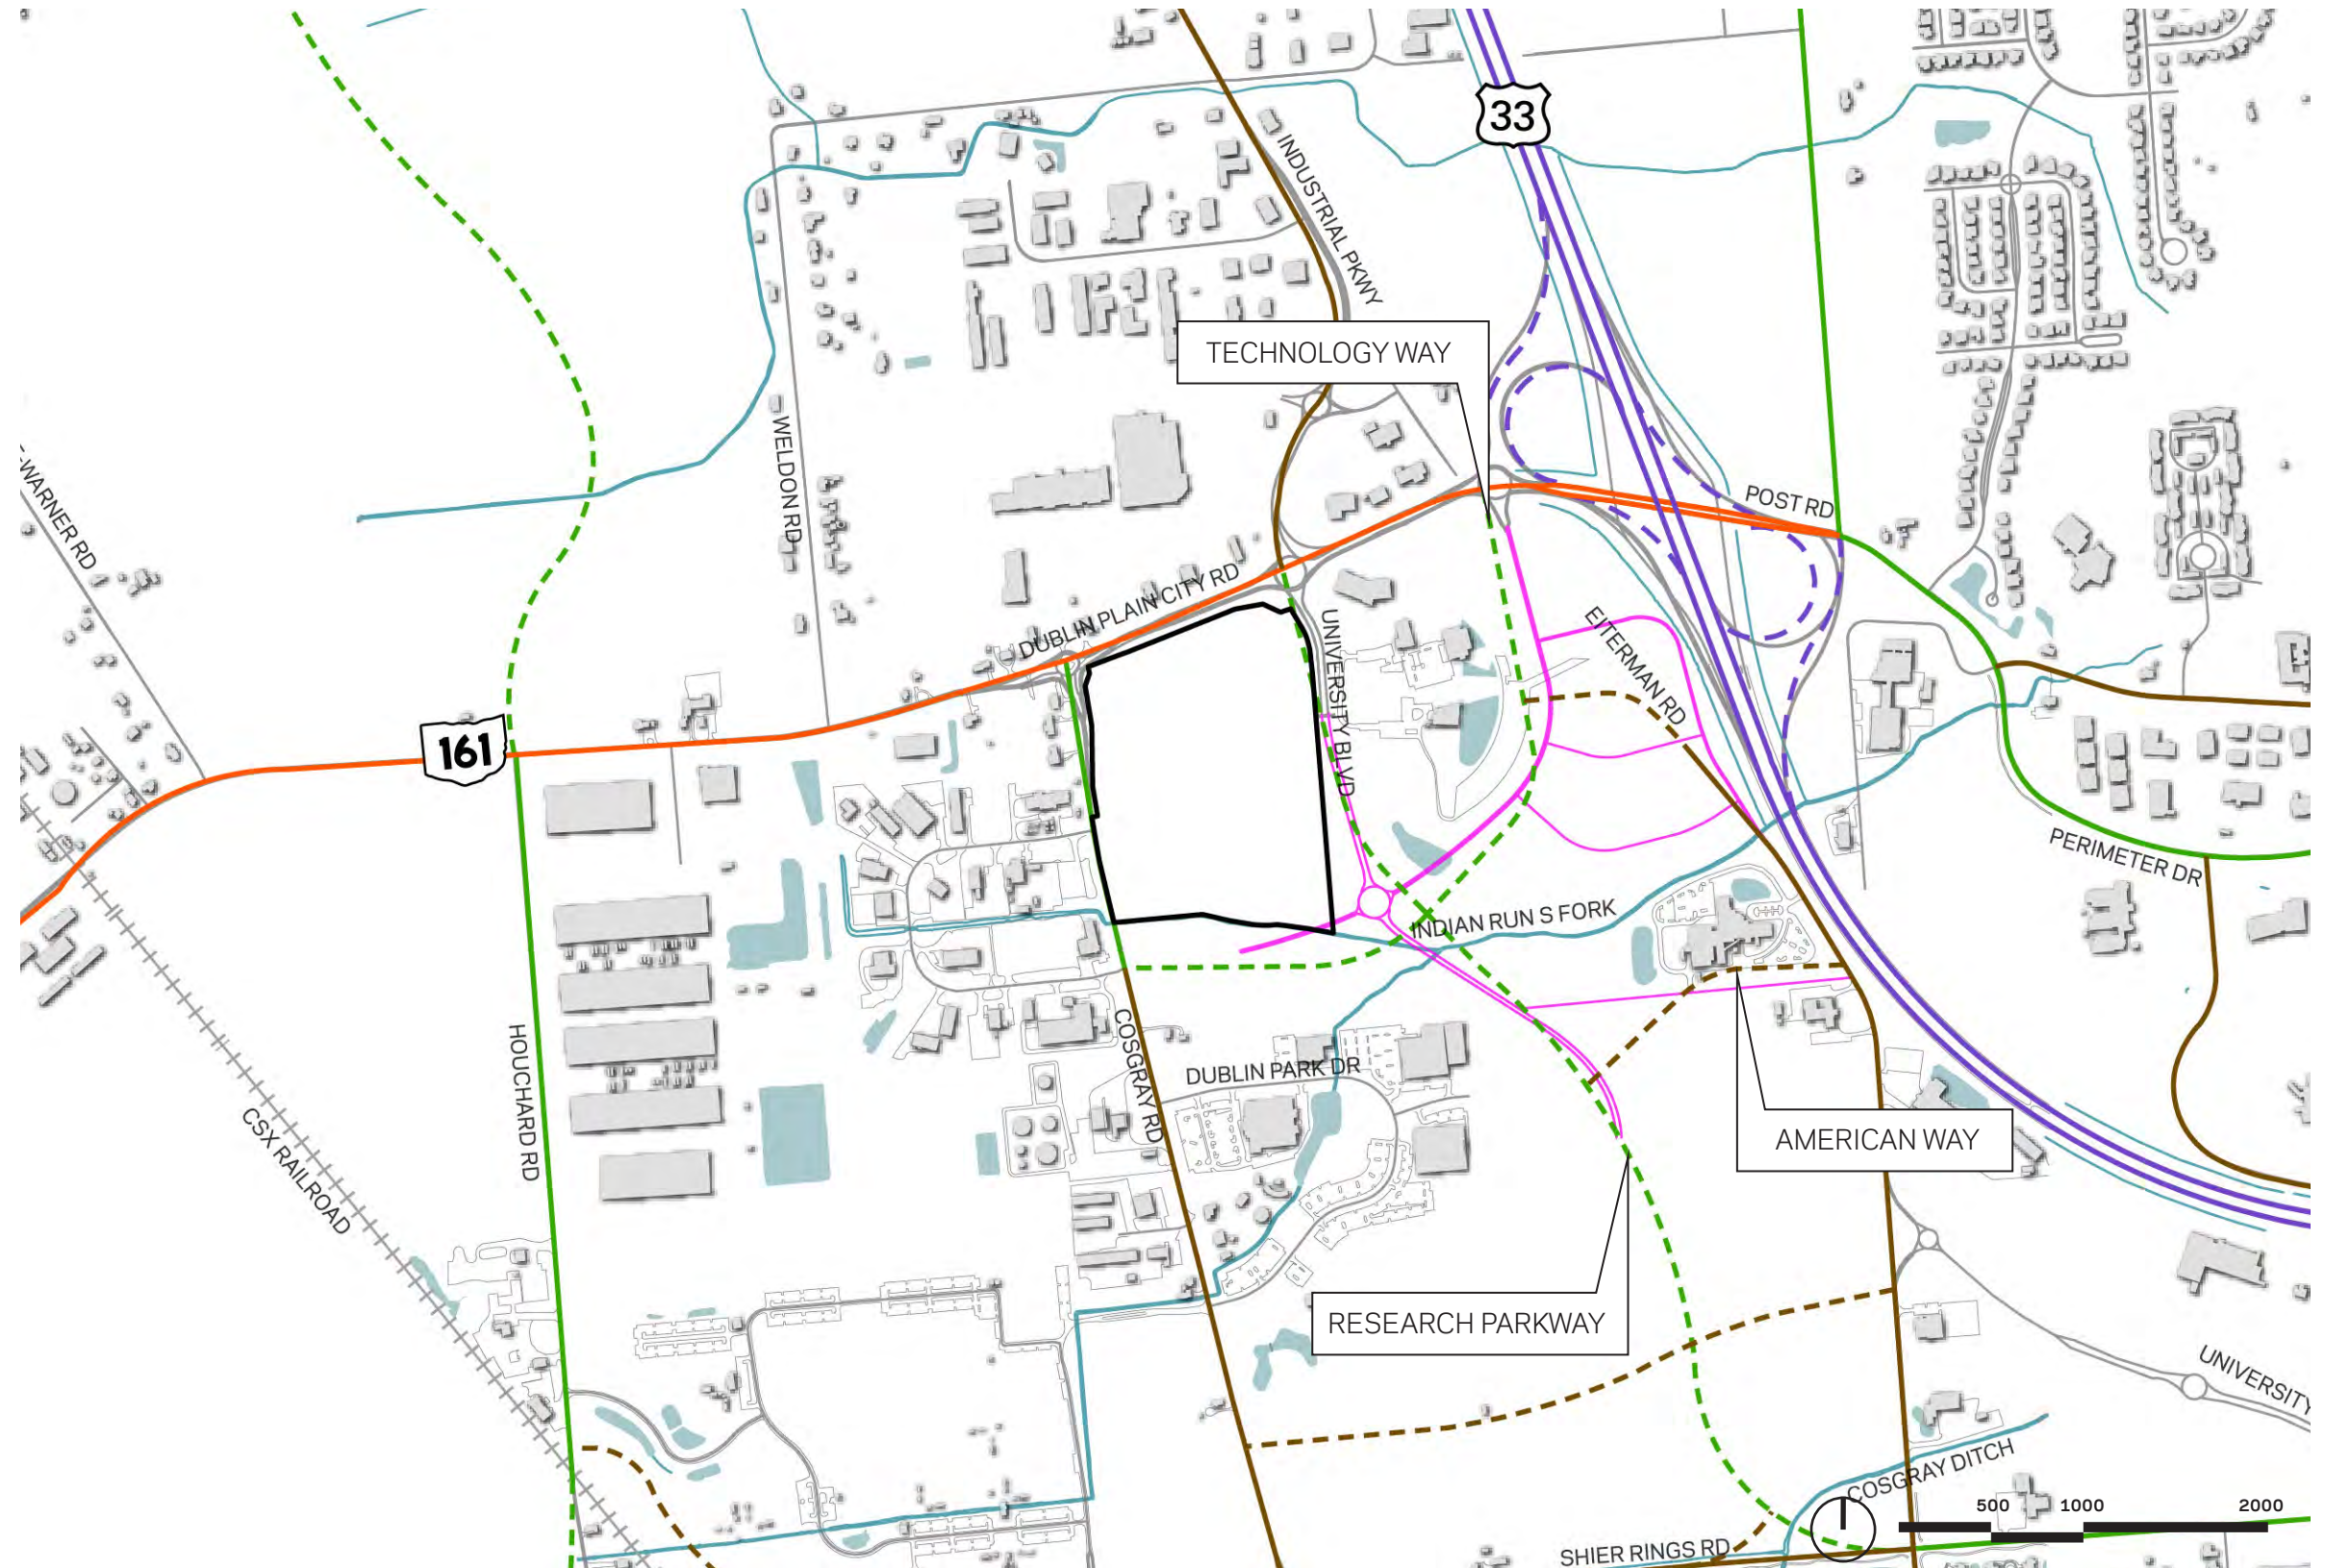 33
INDUSTRIAL PKWY
TECHNOLOGY WAY
WARNER RD
WELDON RD
POST RD
DUBLIN PLAIN CITY RD
UNIVERSITY BLVD
EITERMAN RD
161
PERIMETER DR
INDIAN RUN S FORK
HOUCHARD RD
COSGRAY RD
DUBLIN PARK DR
CSX RAILROAD
AMERICAN WAY
RESEARCH PARKWAY
UNIVERSITY
COSGRAY DITCH
500 1000 2000
SHIER RINGS RD